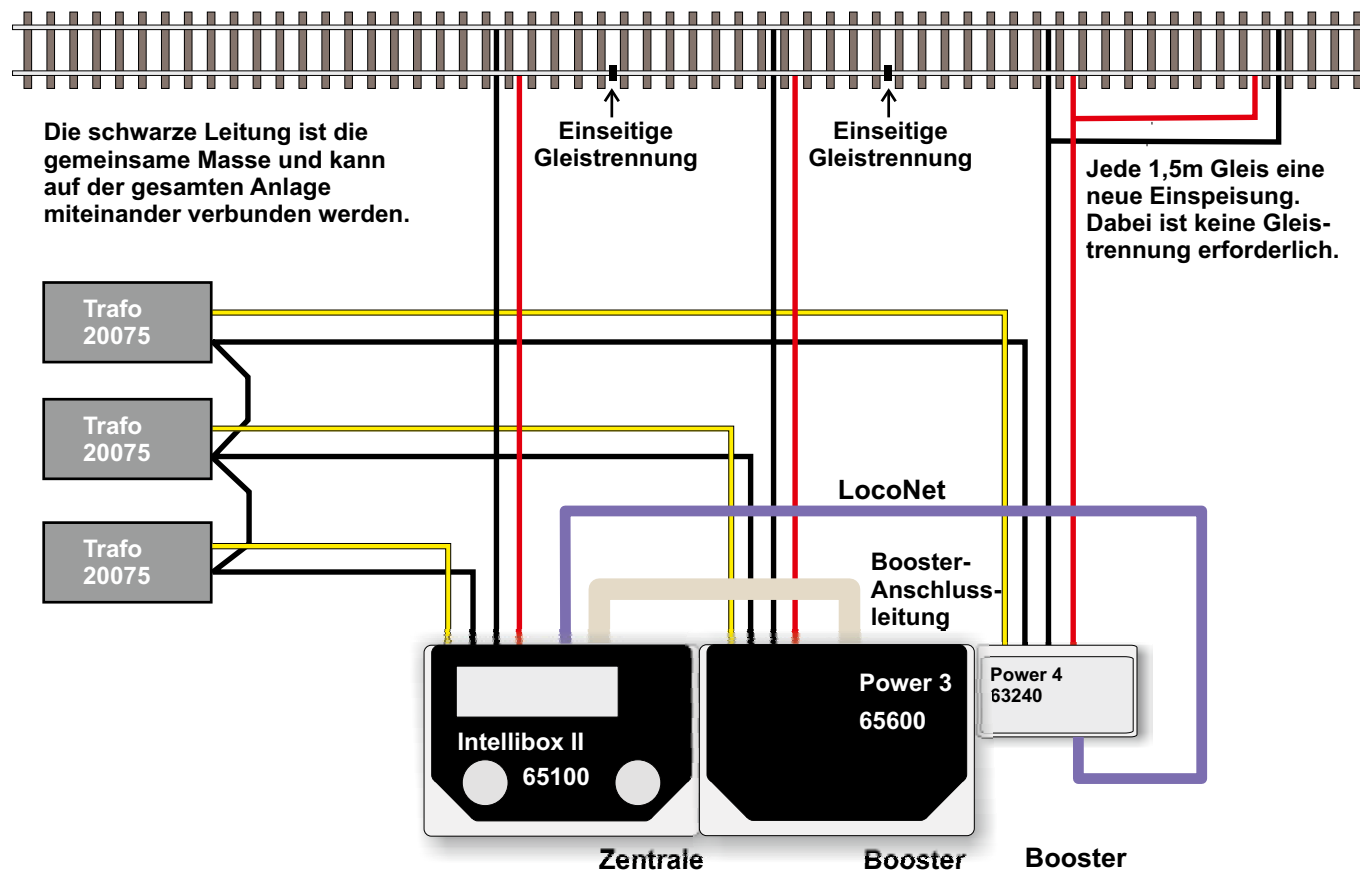 Die schwarze Leitung ist die
gemeinsame Masse und kann
auf der gesamten Anlage
miteinander verbunden werden.
Einseitige
Gleistrennung
Einseitige
Gleistrennung
Jede 1,5m Gleis eine
neue Einspeisung.
Dabei ist keine Gleis-
trennung erforderlich.
Trafo
20075
Trafo
20075
Trafo
20075
LocoNet
Booster-
Anschluss-
leitung
Intellibox II
65100
Power 3
65600
Power 4
63240
Zentrale
Booster
Booster